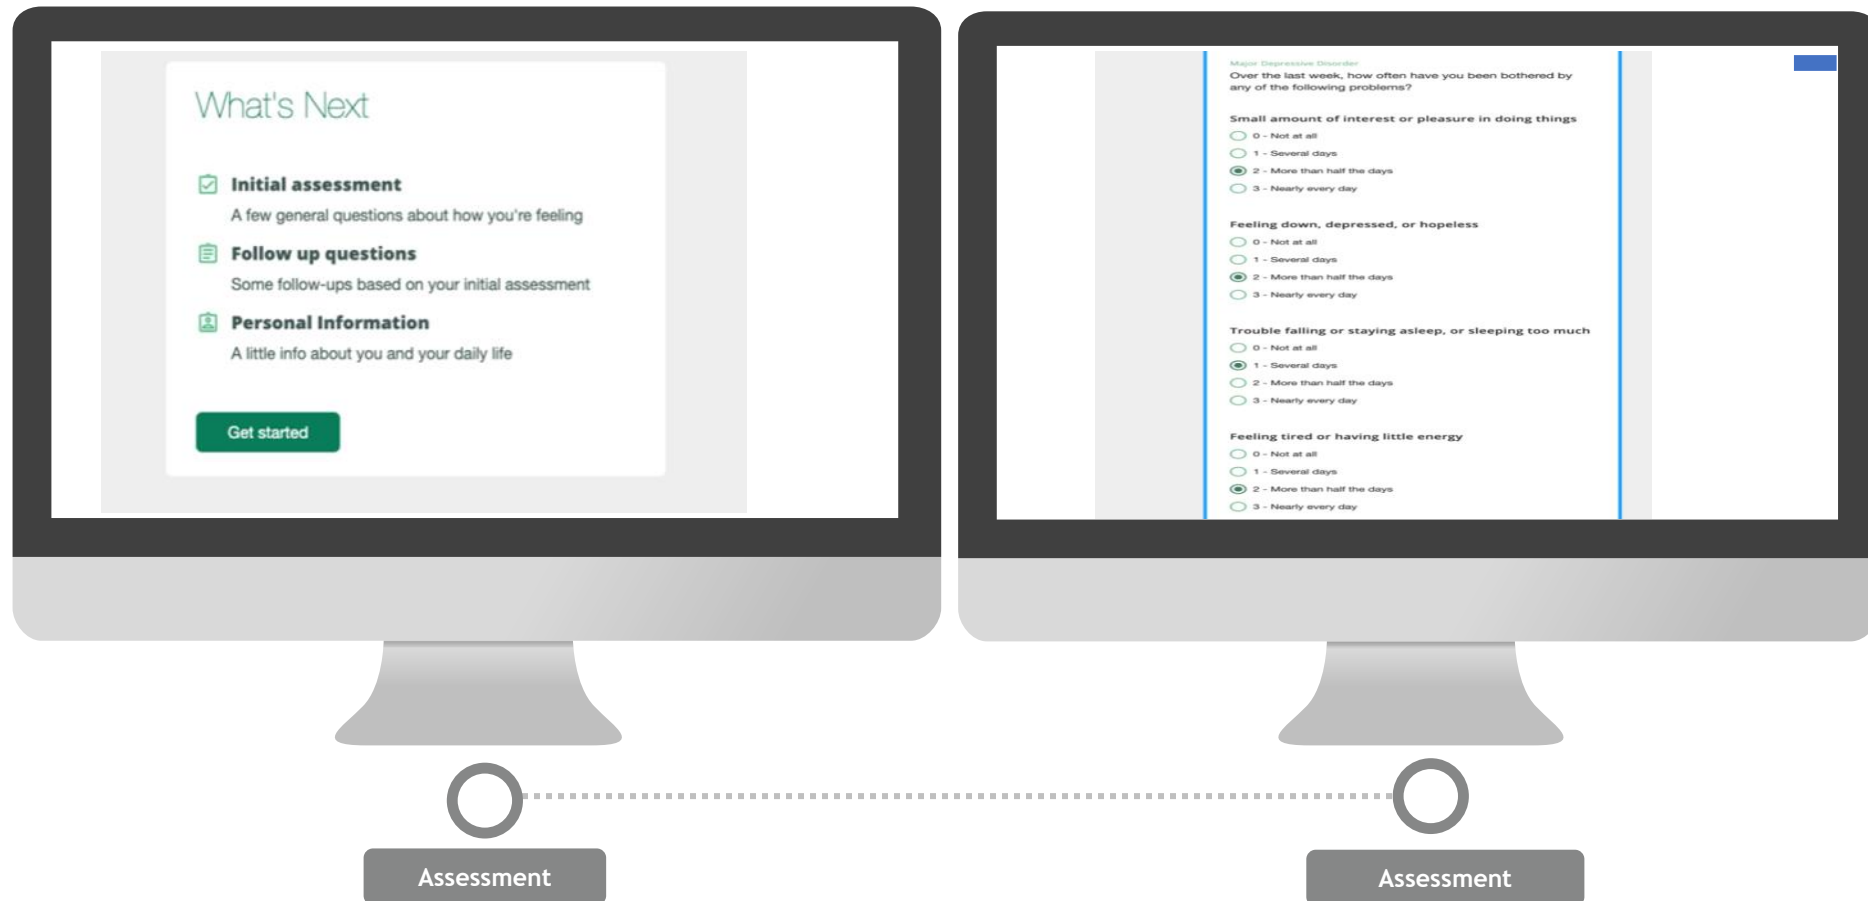 What's Next
Initial assessment
A few general questions about how you're feeling
Follow up questions
Some follow-ups based on your initial assessment
Personal Information
A little info about you and your daily life
Get started
Assessment
Major Depressive Disorder
Over the last week, how often have you been bothered by
any of the following problems?
Small amount of interest or pleasure in doing things
0 - Not at all
1 - Several days
2 - More than half the days
3 - Nearly every day
Feeling down, depressed, or hopeless
0 - Not at all
1 - Several days
2 - More than half the days
3 - Nearly every day
Trouble falling or staying asleep, or sleeping too much
0 - Not at all
1 - Several days
2 - More than half the days
3 - Nearly every day
Feeling tired or having little energy
0 - Not at all
1 - Several days
2 - More than half the days
3 - Nearly every day
Assessment